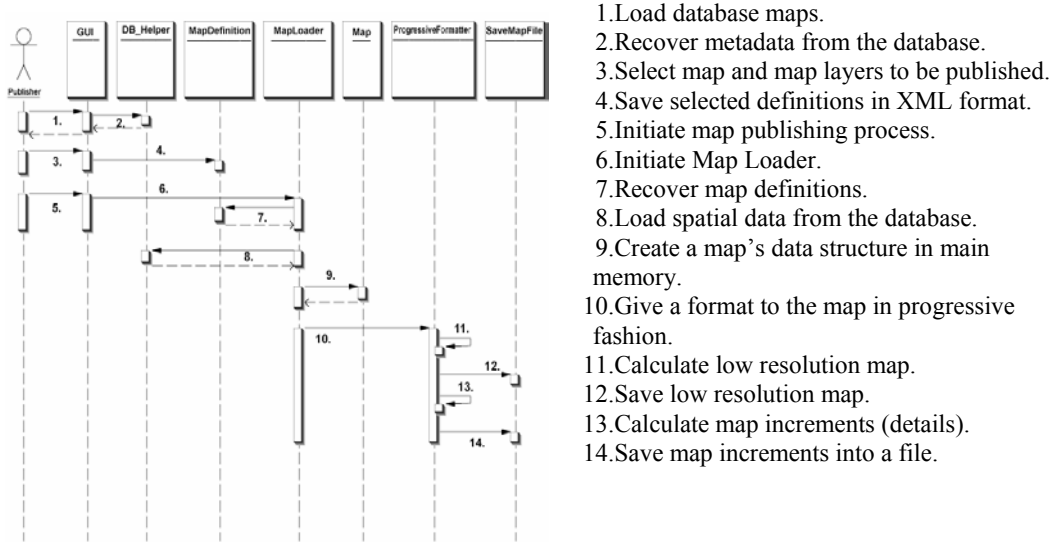 GUI
DB_Helper
MapDefinition
MapLoader
Map
ProgressiveFormatter
SaveMapFile
Publisher
1.
2.
3.
4.
5.
6.
7.
8.
9.
10.
11.
12.
13.
14.
1.Load database maps.
2.Recover metadata from the database.
3.Select map and map layers to be published.
4.Save selected definitions in XML format.
5.Initiate map publishing process.
6.Initiate Map Loader.
7.Recover map definitions.
8.Load spatial data from the database.
9.Create a map’s data structure in main
memory.
10.Give a format to the map in progressive
fashion.
11.Calculate low resolution map.
12.Save low resolution map.
13.Calculate map increments (details).
14.Save map increments into a file.